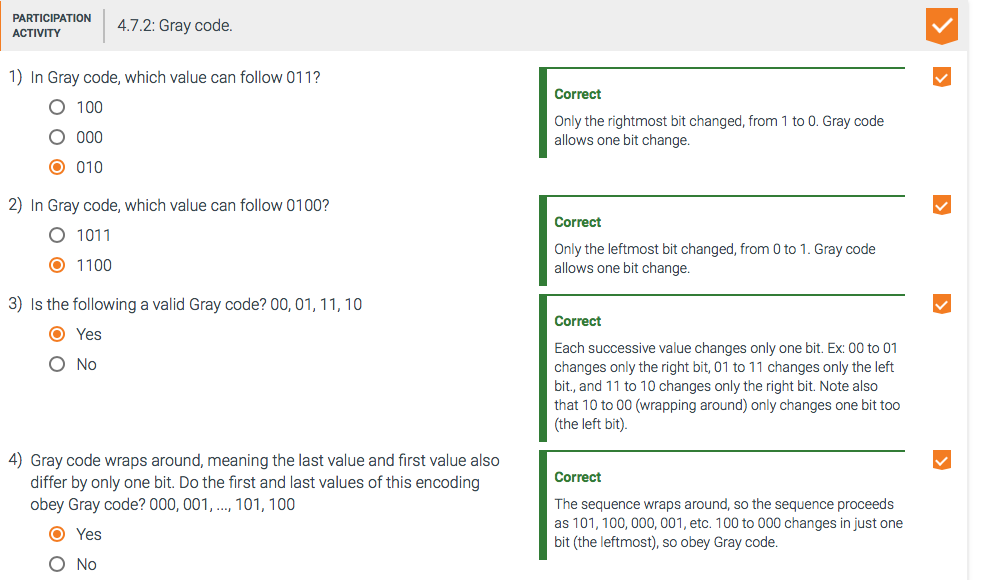 PARTICIPATION
ACTIVITY
4.7.2: Gray code.
1) In Gray code, which value can follow 011?
100
000
010
Correct
Only the rightmost bit changed, from 1 to 0. Gray code
allows one bit change.
2) In Gray code, which value can follow 0100?
1011
1100
Correct
Only the leftmost bit changed, from 0 to 1. Gray code
allows one bit change.
3) Is the following a valid Gray code? 00, 01, 11, 10
Yes
No
Correct
Each successive value changes only one bit. Ex: 00 to 01
changes only the right bit, 01 to 11 changes only the left
bit., and 11 to 10 changes only the right bit. Note also
that 10 to 00 (wrapping around) only changes one bit too
(the left bit).
4) Gray code wraps around, meaning the last value and first value also
differ by only one bit. Do the first and last values of this encoding
obey Gray code? 000, 001, ..., 101, 100
Yes
No
Correct
The sequence wraps around, so the sequence proceeds
as 101, 100, 000, 001, etc. 100 to 000 changes in just one
bit (the leftmost), so obey Gray code.